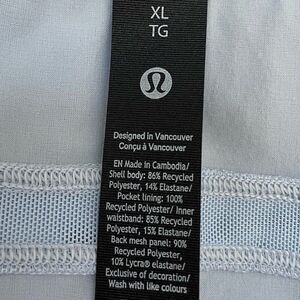 XL
TG
Designed in Vancouver
Conçu à Vancouver
EN Made in Cambodia/
Shell body: 86% Recycled
Polyester, 14% Elastane/
Pocket lining: 100%
Recycled Polyester/ Inner
waistband: 85% Recycled
Polyester, 15% Elastane/
Back mesh panel: 90%
Recycled Polyester,
10% Lycra® elastane/
Exclusive of decoration/
Wash with like colours